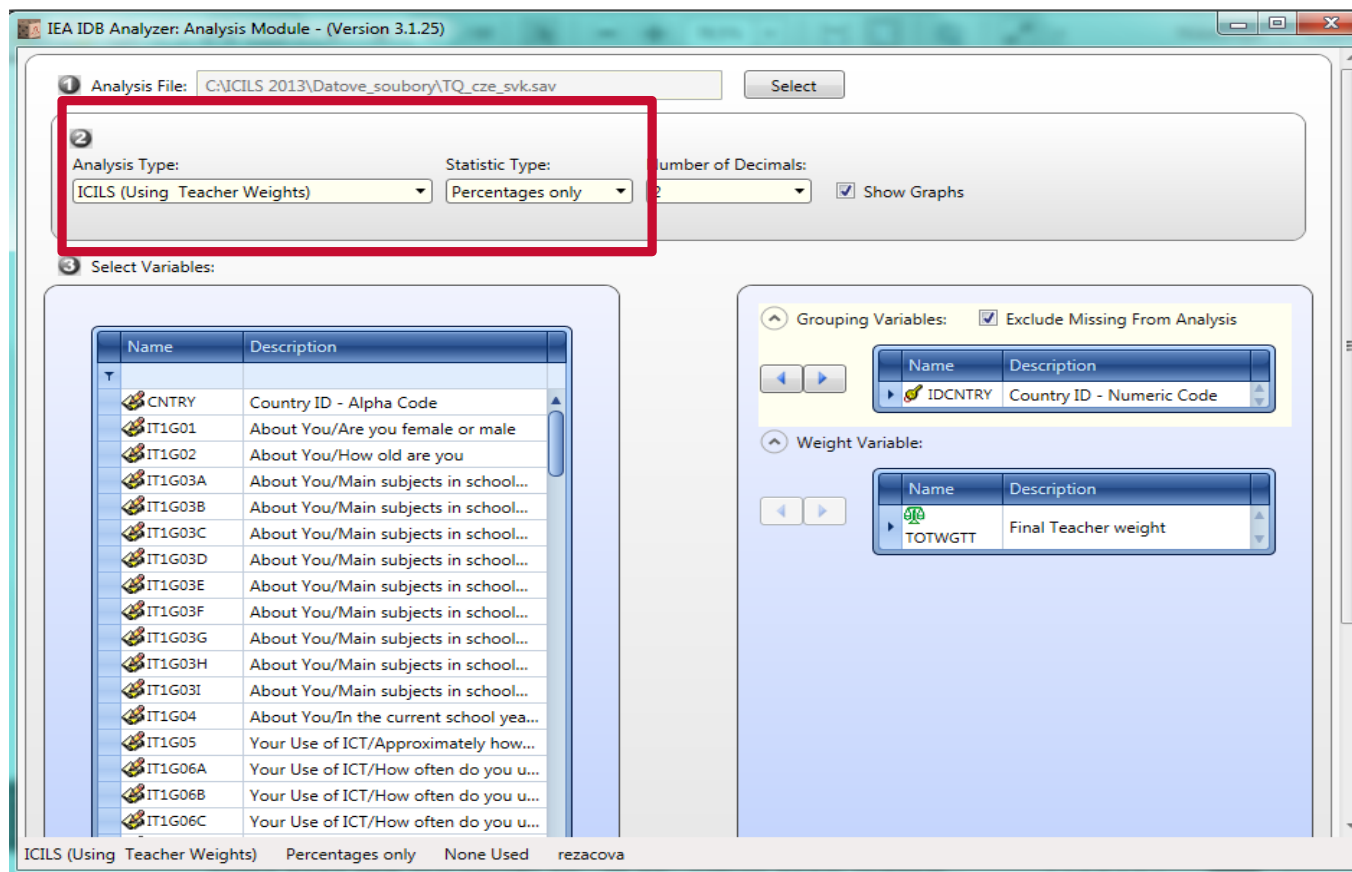 IEA IDB Analyzer: Analysis Module - (Version 3.1.25)
1 Analysis File: C:\ICILS 2013\Datove_soubory\TQ_cze_svk.sav Select
2
Analysis Type: Statistic Type: Number of Decimals:
ICILS (Using Teacher Weights) Percentages only 2 Show Graphs
3 Select Variables:
Grouping Variables: Exclude Missing From Analysis
Name Description
IDCNTRY Country ID - Numeric Code
Weight Variable:
Name Description
TOTWGTT Final Teacher weight
Name Description
CNTRY Country ID - Alpha Code
IT1G01 About You/Are you female or male
IT1G02 About You/How old are you
IT1G03A About You/Main subjects in school...
IT1G03B About You/Main subjects in school...
IT1G03C About You/Main subjects in school...
IT1G03D About You/Main subjects in school...
IT1G03E About You/Main subjects in school...
IT1G03F About You/Main subjects in school...
IT1G03G About You/Main subjects in school...
IT1G03H About You/Main subjects in school...
IT1G03I About You/Main subjects in school...
IT1G04 About You/In the current school yea...
IT1G05 Your Use of ICT/Approximately how...
IT1G06A Your Use of ICT/How often do you u...
IT1G06B Your Use of ICT/How often do you u...
IT1G06C Your Use of ICT/How often do you u...
ICILS (Using Teacher Weights) Percentages only None Used rezacova